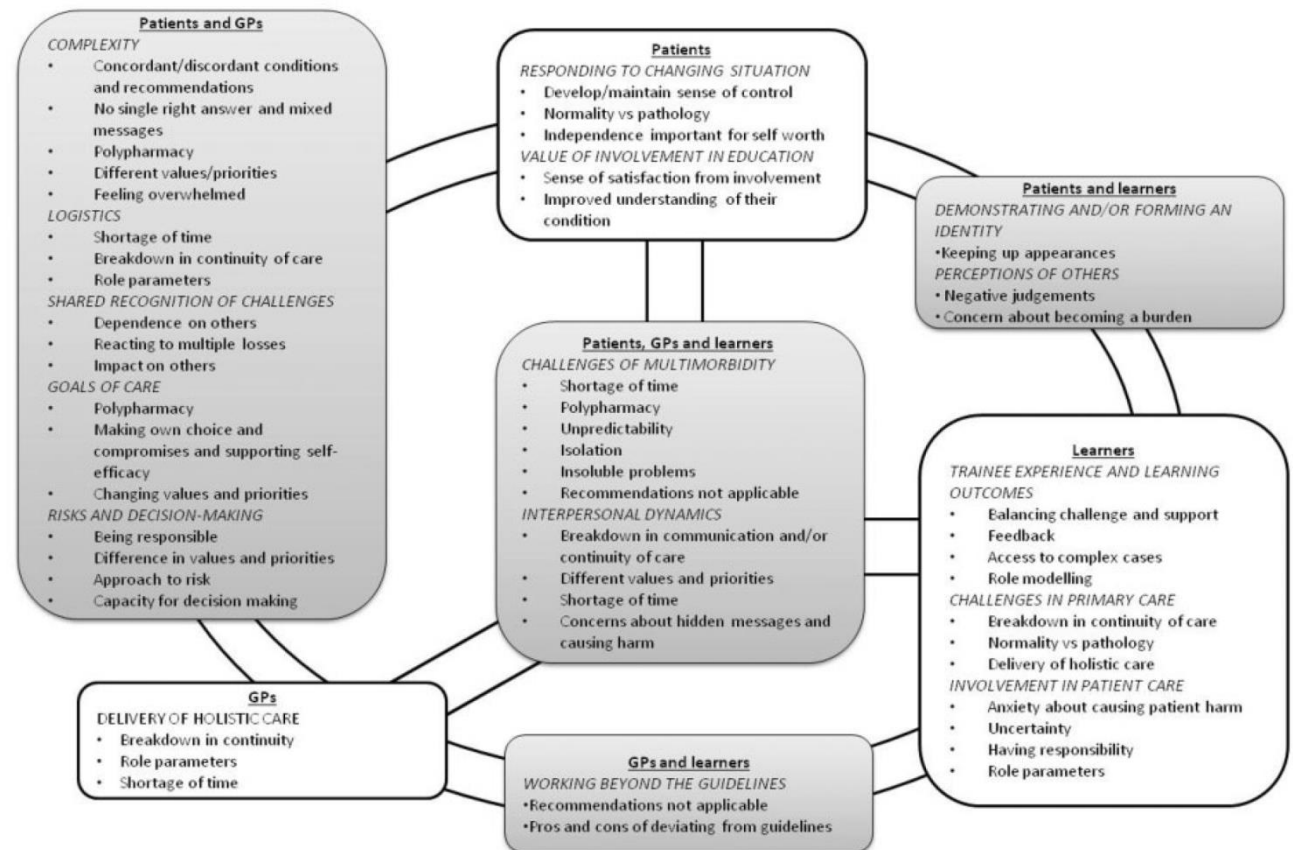 Patients and GPs
COMPLEXITY
• Concordant/discordant conditions
and recommendations
• No single right answer and mixed
messages
• Polypharmacy
• Different values/priorities
• Feeling overwhelmed
LOGISTICS
• Shortage of time
• Breakdown in continuity of care
• Role parameters
SHARED RECOGNITION OF CHALLENGES
• Dependence on others
• Reacting to multiple losses
• Impact on others
GOALS OF CARE
• Polypharmacy
• Making own choice and
compromises and supporting self-
efficacy
• Changing values and priorities
RISKS AND DECISION-MAKING
• Being responsible
• Difference in values and priorities
• Approach to risk
• Capacity for decision making
Patients
RESPONDING TO CHANGING SITUATION
• Develop/maintain sense of control
• Normality vs pathology
• Independence important for self worth
VALUE OF INVOLVEMENT IN EDUCATION
• Sense of satisfaction from involvement
• Improved understanding of their
condition
Patients and learners
DEMONSTRATING AND/OR FORMING AN
IDENTITY
•Keeping up appearances
PERCEPTIONS OF OTHERS
• Negative judgements
• Concern about becoming a burden
Patients, GPs and learners
CHALLENGES OF MULTIMORBIDITY
• Shortage of time
• Polypharmacy
• Unpredictability
• Isolation
• Insoluble problems
• Recommendations not applicable
INTERPERSONAL DYNAMICS
• Breakdown in communication and/or
continuity of care
• Different values and priorities
• Shortage of time
• Concerns about hidden messages and
causing harm
Learners
TRAINEE EXPERIENCE AND LEARNING
OUTCOMES
• Balancing challenge and support
• Feedback
• Access to complex cases
• Role modelling
CHALLENGES IN PRIMARY CARE
• Breakdown in continuity of care
• Normality vs pathology
• Delivery of holistic care
INVOLVEMENT IN PATIENT CARE
• Anxiety about causing patient harm
• Uncertainty
• Having responsibility
• Role parameters
GPs
DELIVERY OF HOLISTIC CARE
• Breakdown in continuity
• Role parameters
• Shortage of time
GPs and learners
WORKING BEYOND THE GUIDELINES
•Recommendations not applicable
•Pros and cons of deviating from guidelines